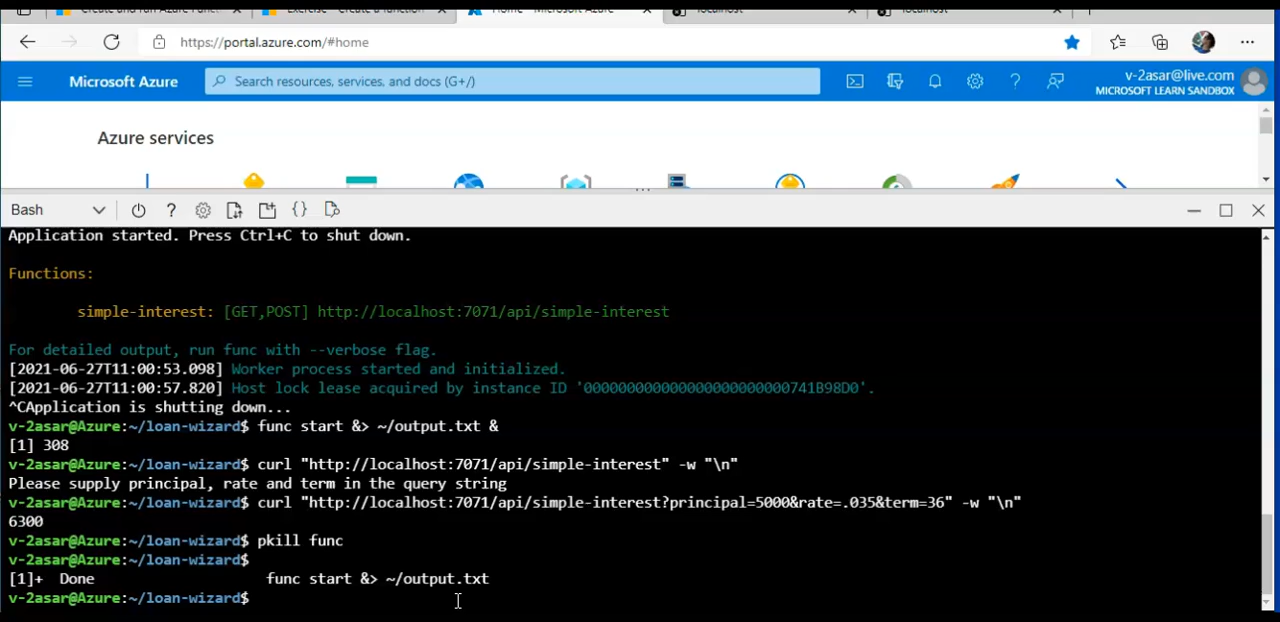 Home - Microsoft Azure
localhost
localhost
https://portal.azure.com/#home
Microsoft Azure
Search resources, services, and docs (G+/)
v-2asar@live.com
MICROSOFT LEARN SANDBOX
Azure services
Bash
Application started. Press Ctrl+C to shut down.
Functions:
simple-interest: [GET,POST] http://localhost:7071/api/simple-interest
For detailed output, run func with --verbose flag.
[2021-06-27T11:00:53.098] Worker process started and initialized.
[2021-06-27T11:00:57.820] Host lock lease acquired by instance ID '000000000000000000000000741B98D0'.
^CApplication is shutting down...
v-2asar@Azure:~/loan-wizard$ func start &> ~/output.txt &
[1] 308
v-2asar@Azure:~/loan-wizard$ curl "http://localhost:7071/api/simple-interest" -w "\n"
Please supply principal, rate and term in the query string
v-2asar@Azure:~/loan-wizard$ curl "http://localhost:7071/api/simple-interest?principal=5000&rate=.035&term=36" -w "\n"
6300
v-2asar@Azure:~/loan-wizard$ pkill func
v-2asar@Azure:~/loan-wizard$
[1]+  Done                    func start &> ~/output.txt
v-2asar@Azure:~/loan-wizard$